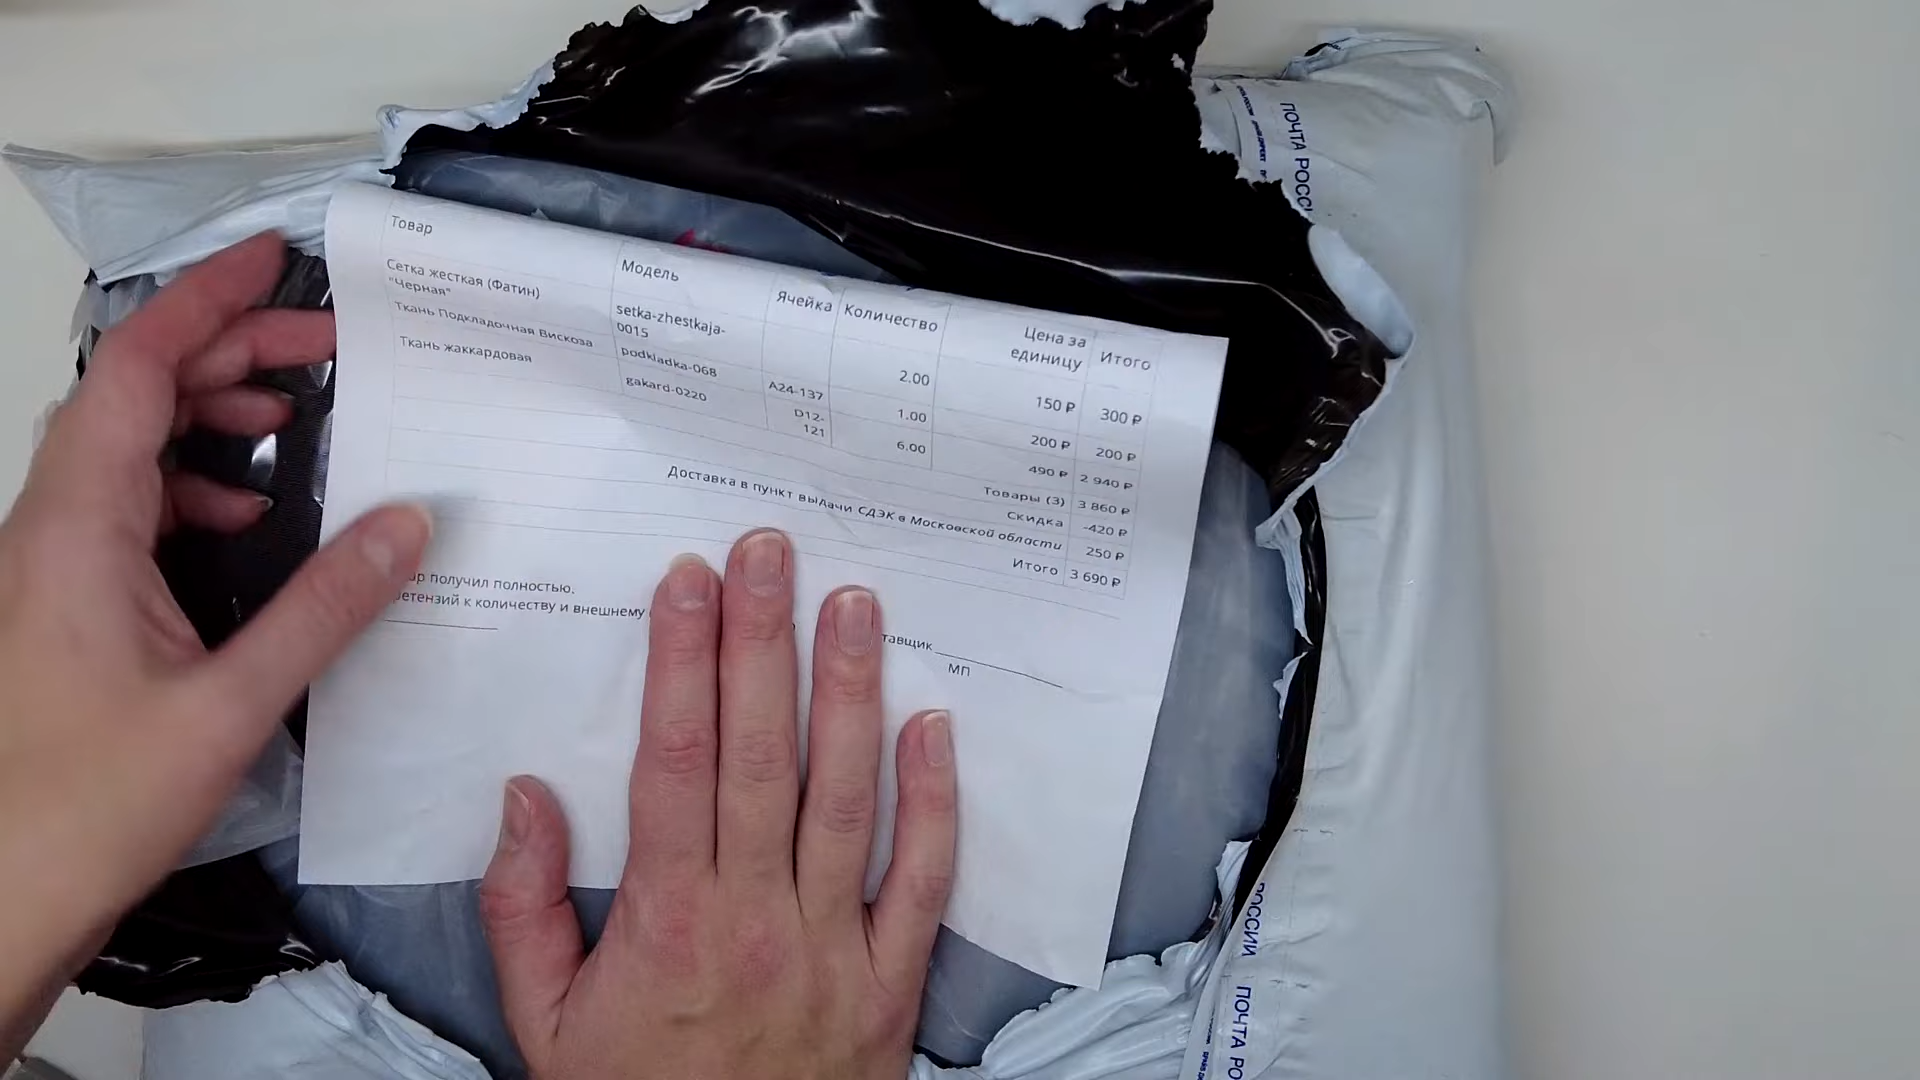 Товар Модель Ячейка Количество Цена за единицу Итого
Сетка жесткая (Фатин)
"Черная" setka-zhestkaja-
0015 2.00 150 ₽ 300 ₽
Ткань Подкладочная Вискоза podkladka-068 A24-137 1.00 200 ₽ 200 ₽
Ткань жаккардовая gakard-0220 D12-
121 6.00 490 ₽ 2 940 ₽
Товары (3) 3 860 ₽
Скидка -420 ₽
Доставка в пункт выдачи СДЭК в Московской области 250 ₽
Итого 3 690 ₽
ар получил полностью.
ретензий к количеству и внешнему
тавщик
МП
ПОЧТА РОССИ
РОССИИ
ПОЧТА РО